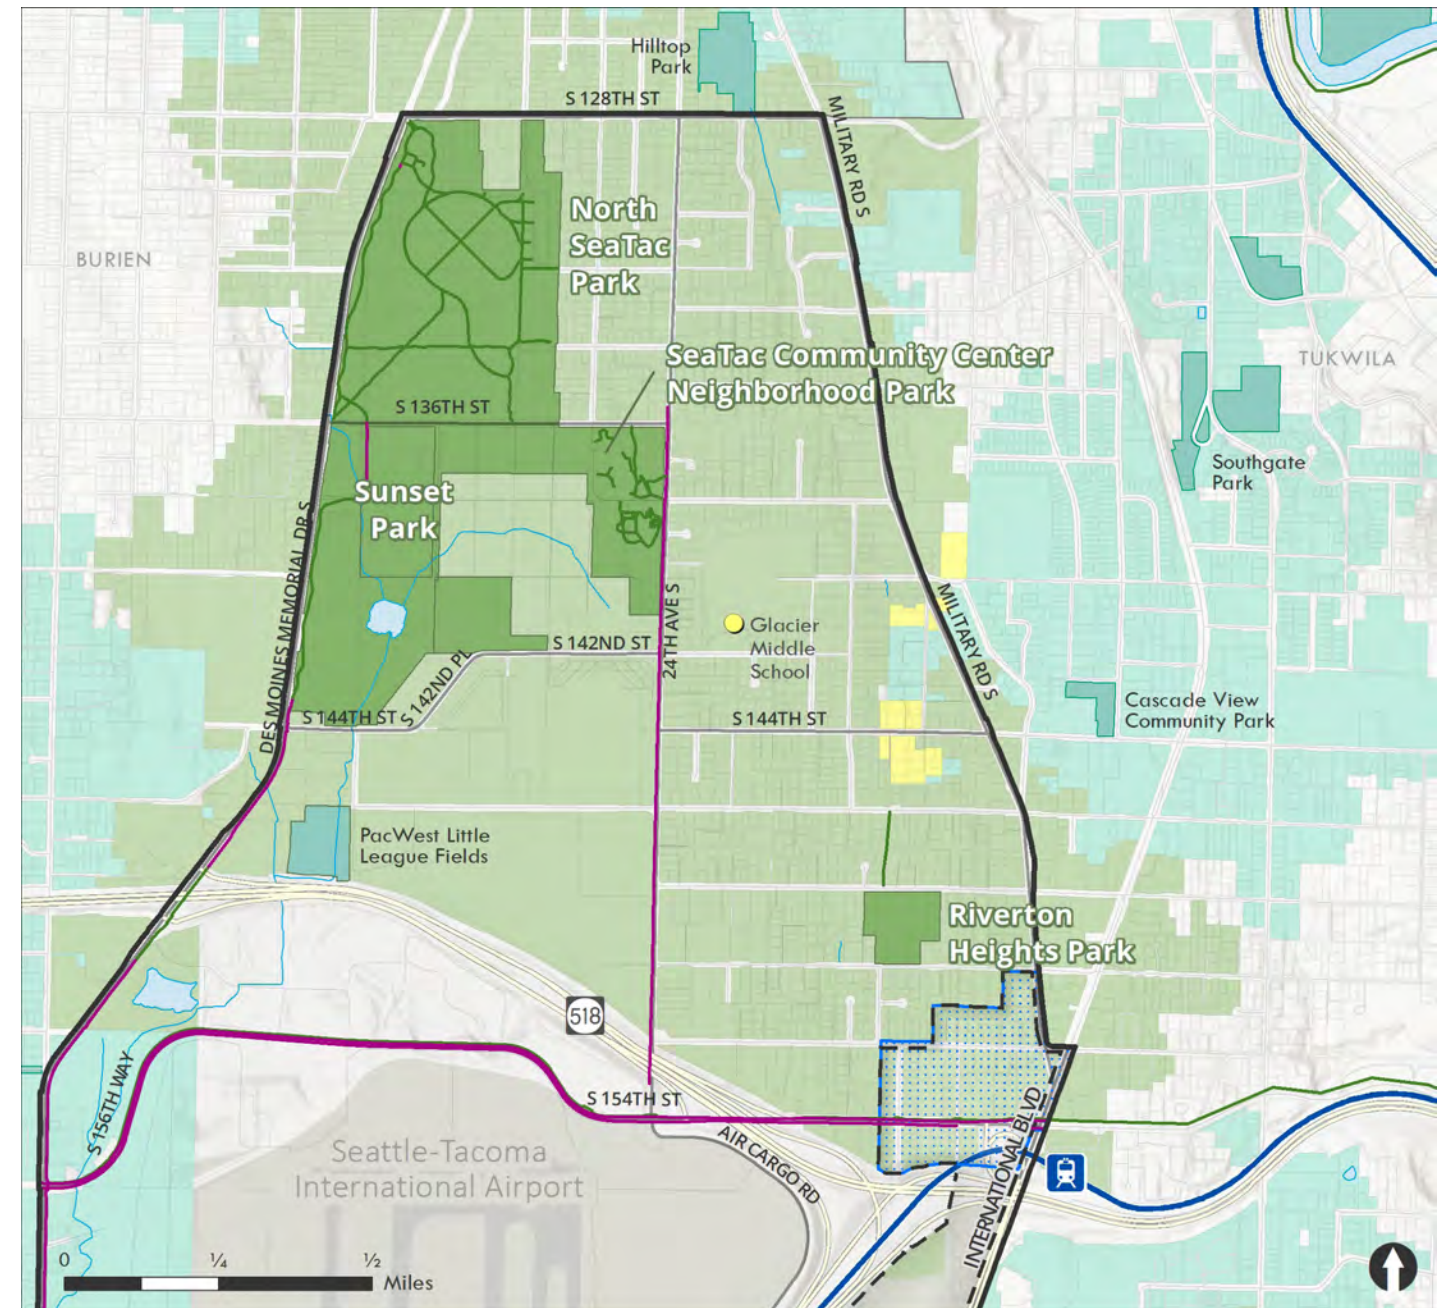 Hilltop
Park
S 128TH ST
MILITARY RD S
North
SeaTac
Park
BURIEN
SeaTac Community Center
Neighborhood Park
TUKWILA
S 136TH ST
Southgate
Park
Sunset
Park
DES MOINES MEMORIAL DR S
24TH AVE S
Glacier
Middle
School
MILITARY RD S
S 142ND ST
S 142ND PL
S 144TH ST
S 144TH ST
Cascade View
Community Park
PacWest Little
League Fields
Riverton
Heights Park
518
S 154TH ST
S 156TH WAY
AIR CARGO RD
INTERNATIONAL BLVD
Seattle-Tacoma
International Airport
0 ¼ ½
Miles